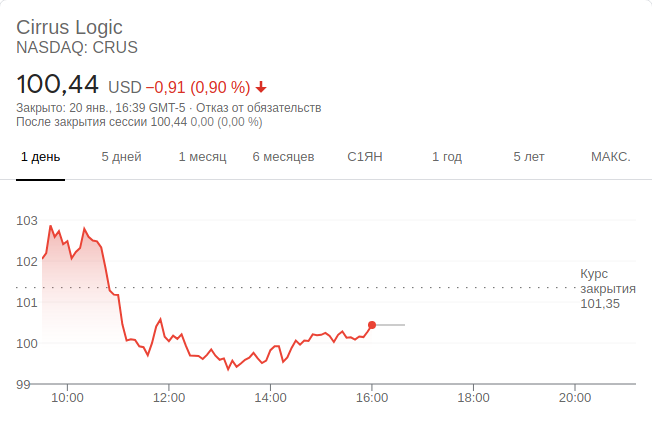 Cirrus Logic
NASDAQ: CRUS
100,44 USD −0,91 (0,90 %)
Закрыто: 20 янв., 16:39 GMT-5 · Отказ от обязательств
После закрытия сессии 100,44 0,00 (0,00 %)
1 день 5 дней 1 месяц 6 месяцев С1ЯН 1 год 5 лет МАКС.
103
102
Курс
закрытия
101,35
101
100
99
10:00 12:00 14:00 16:00 18:00 20:00